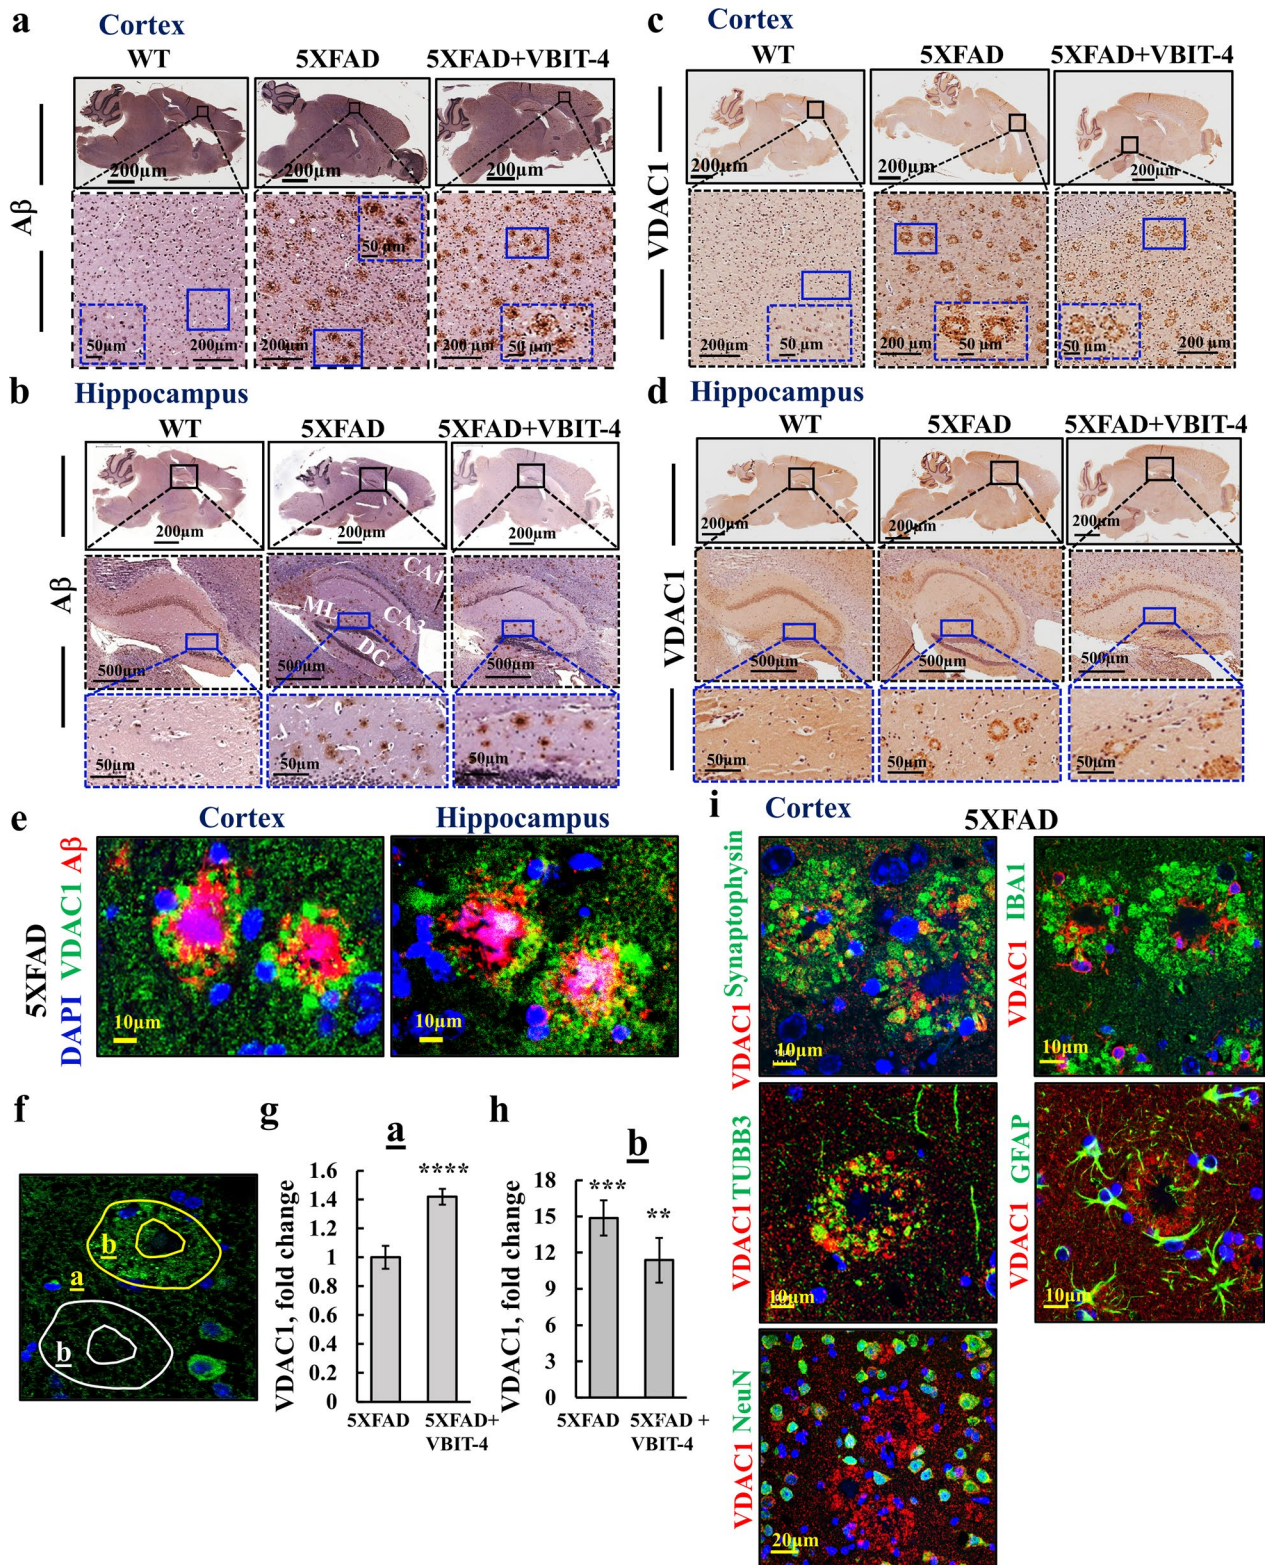 a
Cortex
WT 5XFAD 5XFAD+VBIT-4
Aβ
200µm 200µm 200µm
50µm 200µm
50 µm 200 µm
200 µm 50 µm
b
Hippocampus
WT 5XFAD 5XFAD+VBIT-4
Aβ
200µm 200µm 200µm
CA1
ML CA3
DG
500µm 500µm 500µm
50µm 50µm 50µm
c
Cortex
WT 5XFAD 5XFAD+VBIT-4
VDAC1
200µm 200µm 200µm
200 µm 50 µm
200 µm 50 µm
50 µm 200 µm
d
Hippocampus
WT 5XFAD 5XFAD+VBIT-4
VDAC1
200µm 200µm 200µm
500µm 500µm 500µm
50µm 50µm 50µm
e
Cortex Hippocampus
5XFAD
DAPI VDAC1 Aβ
10µm 10µm
f
b
a
b
g
a
VDAC1, fold change
1.6
1.4
1.2
1
0.8
0.6
0.4
0.2
0
****
5XFAD 5XFAD+
VBIT-4
h
b
VDAC1, fold change
18
15
12
9
6
3
0
*** **
5XFAD 5XFAD +
VBIT-4
i
Cortex
5XFAD
VDAC1 Synaptophysin
10µm
VDAC1 IBA1
10µm
VDAC1 TUBB3
10µm
VDAC1 GFAP
10µm
VDAC1 NeuN
20µm